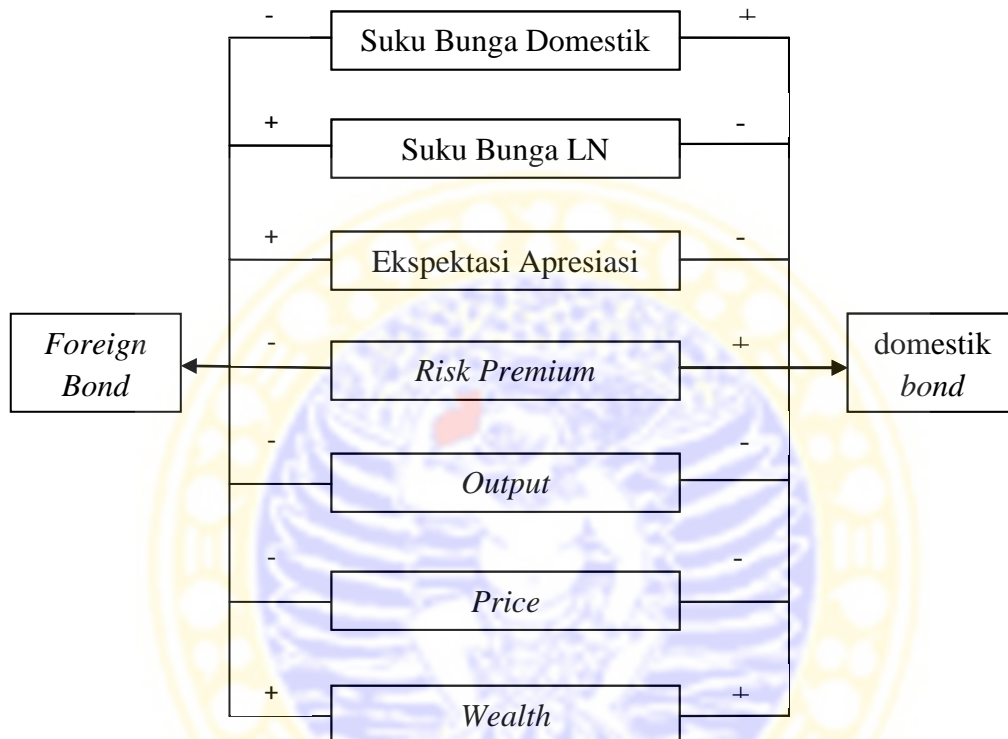 - Suku Bunga Domestik +
+ Suku Bunga LN -
+ Ekspektasi Apresiasi -
Foreign
Bond
- Risk Premium +
domestik
bond
- Output -
- Price -
+ Wealth +